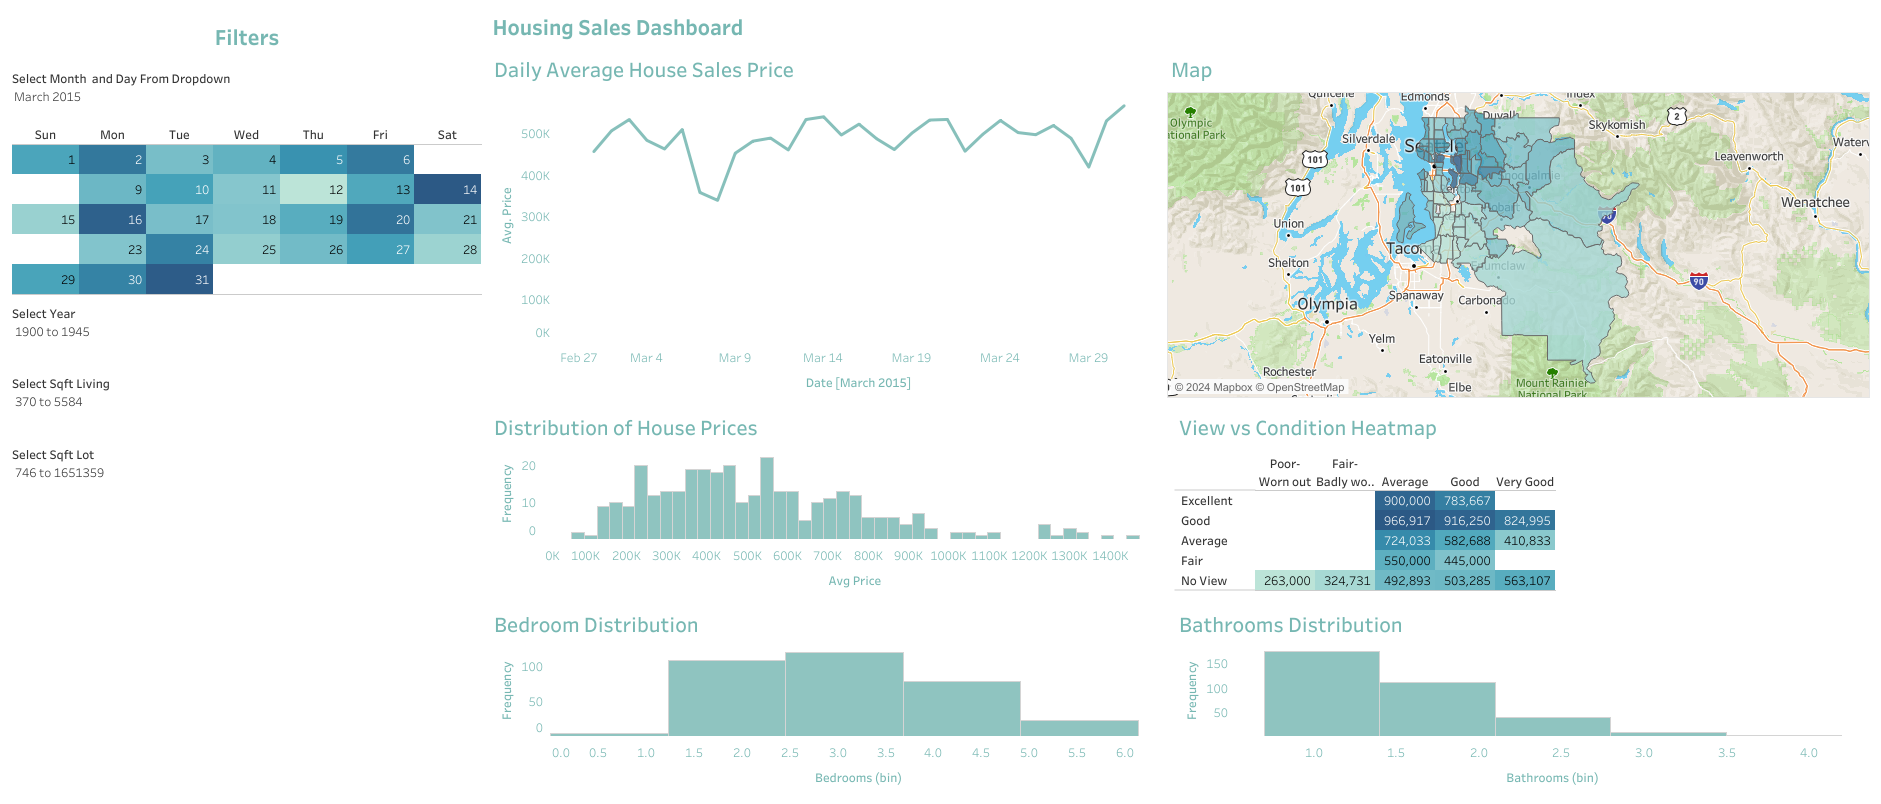 Filters
Select Month and Day From Dropdown
March 2015
Sun Mon Tue Wed Thu Fri Sat
1 2 3 4 5 6
9 10 11 12 13 14
15 16 17 18 19 20 21
23 24 25 26 27 28
29 30 31
Select Year
1900 to 1945
Select Sqft Living
370 to 5584
Select Sqft Lot
746 to 1651359
Housing Sales Dashboard
Daily Average House Sales Price
Avg. Price
500K
400K
300K
200K
100K
0K
Feb 27 Mar 4 Mar 9 Mar 14 Mar 19 Mar 24 Mar 29
Date [March 2015]
Map
Edmonds
Olympic
Skykomish
2
Silverdale
Leavenworth
101
101
Wenatchee
Union
90
Shelton
90
Spanaway
Olympia
Yelm
Eatonville
Rochester
Elbe
Mount Rainier
National Park
© 2024 Mapbox © OpenStreetMap
Distribution of House Prices
Frequency
20
10
0
0K 100K 200K 300K 400K 500K 600K 700K 800K 900K 1000K 1100K 1200K 1300K 1400K
Avg Price
View vs Condition Heatmap
Poor- Fair-
Worn out Badly wo.. Average Good Very Good
Excellent 900,000 783,667
Good 966,917 916,250 824,995
Average 724,033 582,688 410,833
Fair 550,000 445,000
No View 263,000 324,731 492,893 503,285 563,107
Bedroom Distribution
Frequency
100
50
0
0.0 0.5 1.0 1.5 2.0 2.5 3.0 3.5 4.0 4.5 5.0 5.5 6.0
Bedrooms (bin)
Bathrooms Distribution
Frequency
150
100
50
1.0 1.5 2.0 2.5 3.0 3.5 4.0
Bathrooms (bin)